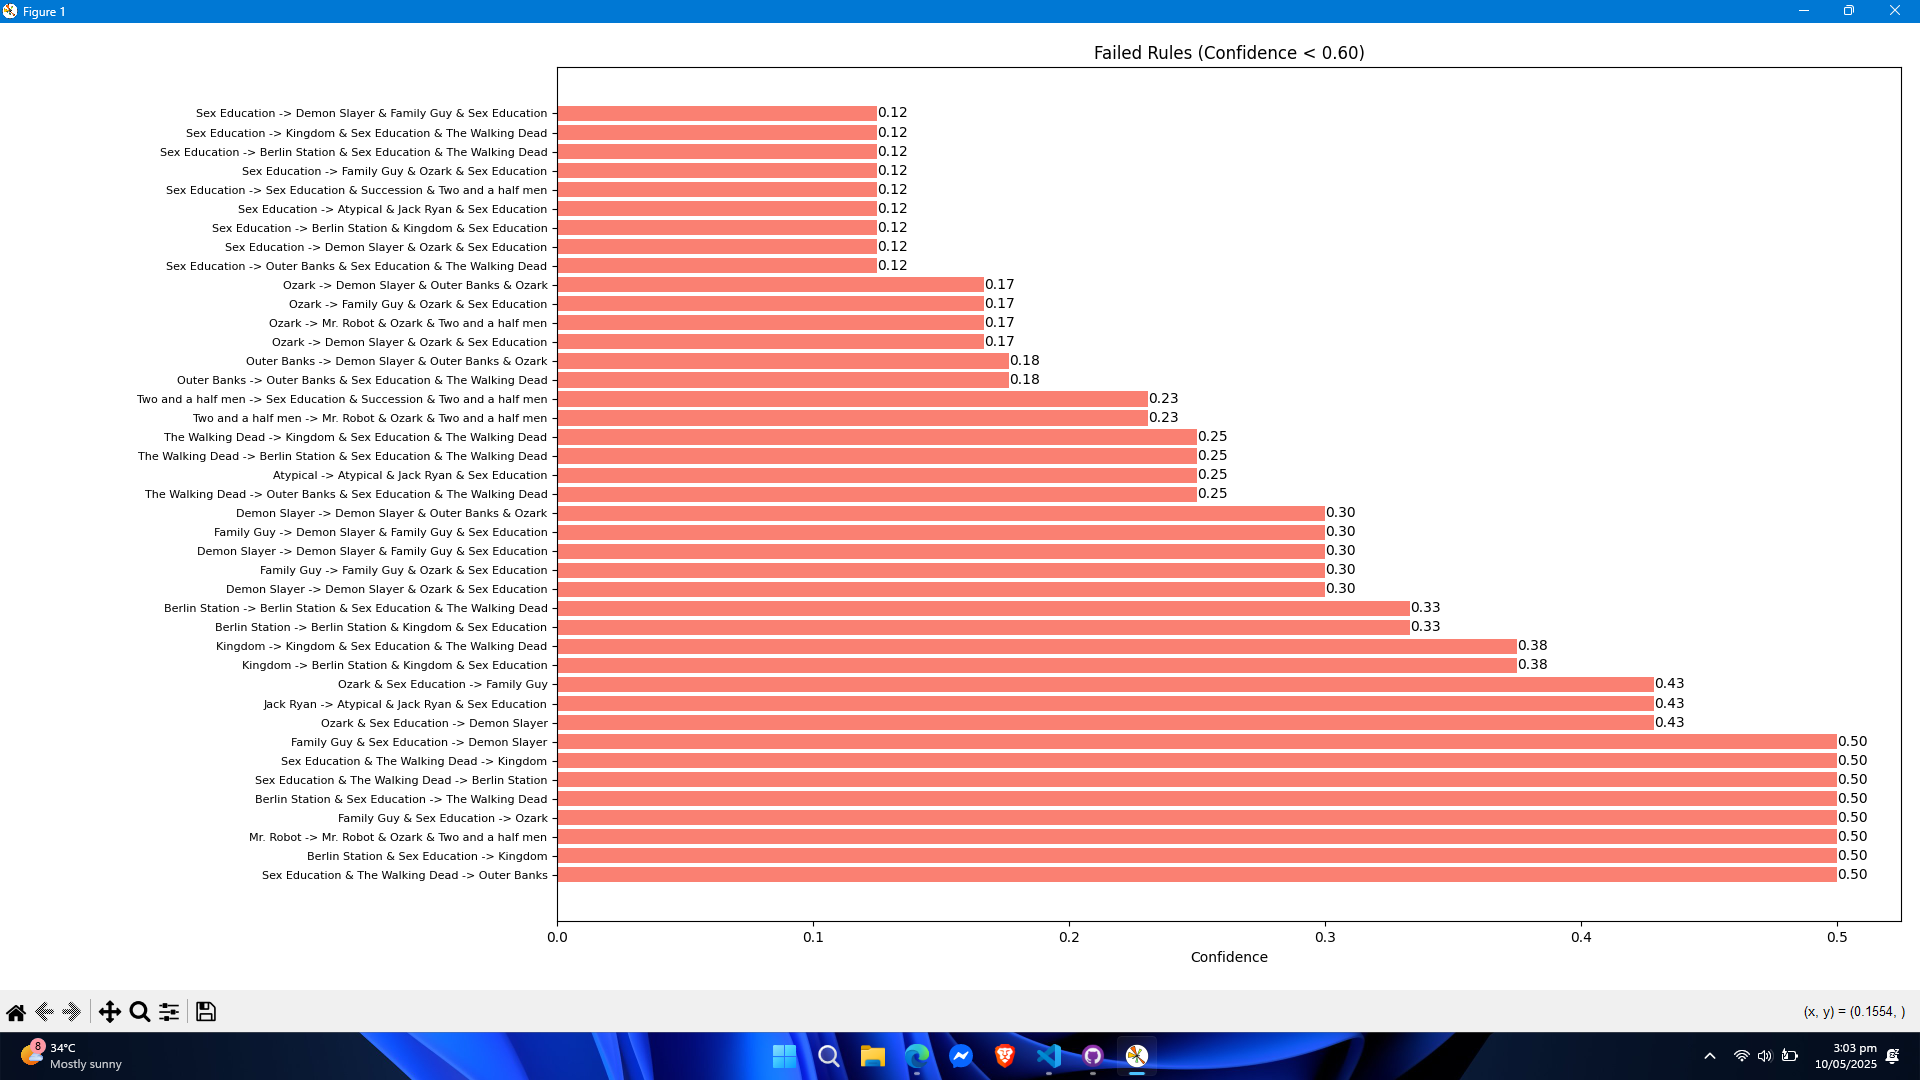 Figure 1
Failed Rules (Confidence < 0.60)
Sex Education -> Demon Slayer & Family Guy & Sex Education 0.12
Sex Education -> Kingdom & Sex Education & The Walking Dead 0.12
Sex Education -> Berlin Station & Sex Education & The Walking Dead 0.12
Sex Education -> Family Guy & Ozark & Sex Education 0.12
Sex Education -> Sex Education & Succession & Two and a half men 0.12
Sex Education -> Atypical & Jack Ryan & Sex Education 0.12
Sex Education -> Berlin Station & Kingdom & Sex Education 0.12
Sex Education -> Demon Slayer & Ozark & Sex Education 0.12
Sex Education -> Outer Banks & Sex Education & The Walking Dead 0.12
Ozark -> Demon Slayer & Outer Banks & Ozark 0.17
Ozark -> Family Guy & Ozark & Sex Education 0.17
Ozark -> Mr. Robot & Ozark & Two and a half men 0.17
Ozark -> Demon Slayer & Ozark & Sex Education 0.17
Outer Banks -> Demon Slayer & Outer Banks & Ozark 0.18
Outer Banks -> Outer Banks & Sex Education & The Walking Dead 0.18
Two and a half men -> Sex Education & Succession & Two and a half men 0.23
Two and a half men -> Mr. Robot & Ozark & Two and a half men 0.23
The Walking Dead -> Kingdom & Sex Education & The Walking Dead 0.25
The Walking Dead -> Berlin Station & Sex Education & The Walking Dead 0.25
Atypical -> Atypical & Jack Ryan & Sex Education 0.25
The Walking Dead -> Outer Banks & Sex Education & The Walking Dead 0.25
Demon Slayer -> Demon Slayer & Outer Banks & Ozark 0.30
Family Guy -> Demon Slayer & Family Guy & Sex Education 0.30
Demon Slayer -> Demon Slayer & Family Guy & Sex Education 0.30
Family Guy -> Family Guy & Ozark & Sex Education 0.30
Demon Slayer -> Demon Slayer & Ozark & Sex Education 0.30
Berlin Station -> Berlin Station & Sex Education & The Walking Dead 0.33
Berlin Station -> Berlin Station & Kingdom & Sex Education 0.33
Kingdom -> Kingdom & Sex Education & The Walking Dead 0.38
Kingdom -> Berlin Station & Kingdom & Sex Education 0.38
Ozark & Sex Education -> Family Guy 0.43
Jack Ryan -> Atypical & Jack Ryan & Sex Education 0.43
Ozark & Sex Education -> Demon Slayer 0.43
Family Guy & Sex Education -> Demon Slayer 0.50
Sex Education & The Walking Dead -> Kingdom 0.50
Sex Education & The Walking Dead -> Berlin Station 0.50
Berlin Station & Sex Education -> The Walking Dead 0.50
Family Guy & Sex Education -> Ozark 0.50
Mr. Robot -> Mr. Robot & Ozark & Two and a half men 0.50
Berlin Station & Sex Education -> Kingdom 0.50
Sex Education & The Walking Dead -> Outer Banks 0.50
0.0 0.1 0.2 0.3 0.4 0.5
Confidence
(x, y) = (0.1554, )
8
34°C
Mostly sunny
3:03 pm
10/05/2025